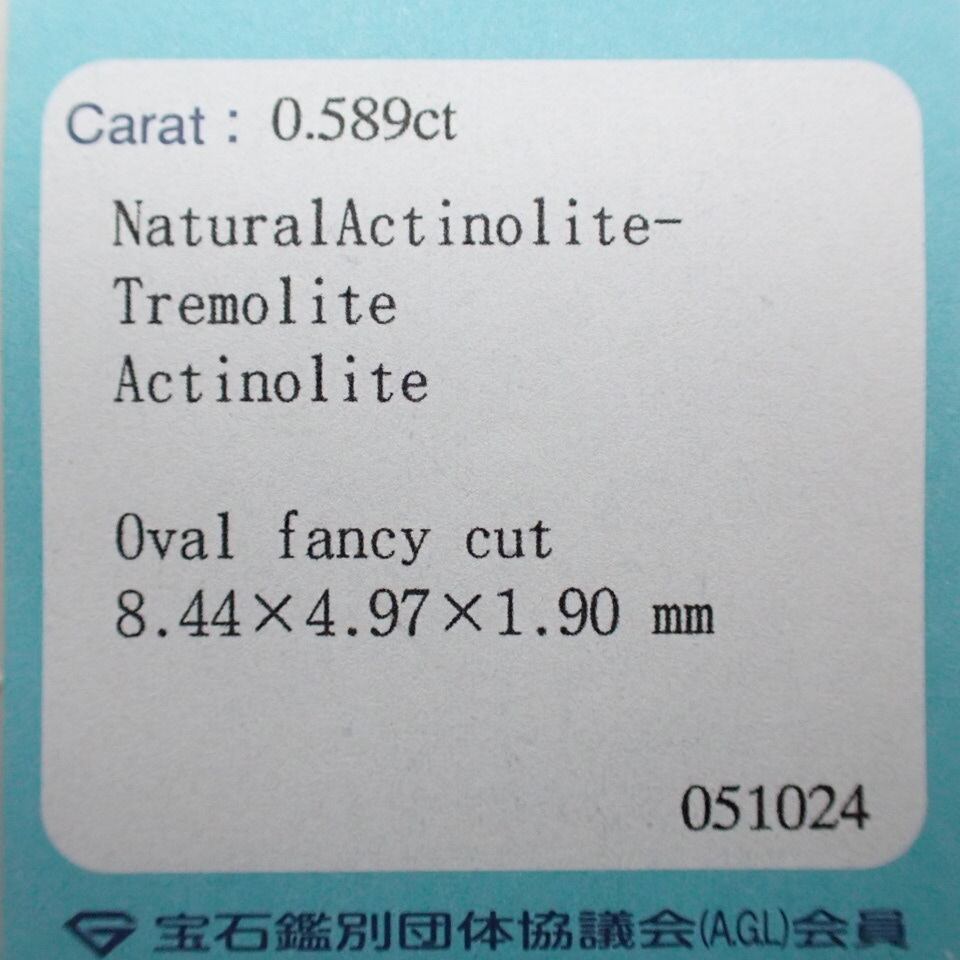 Carat : 0.589ct
NaturalActinolite-
Tremolite
Actinolite
Oval fancy cut
8.44×4.97×1.90 mm
051024
宝石鑑別団体協議会(A.G.L)会員